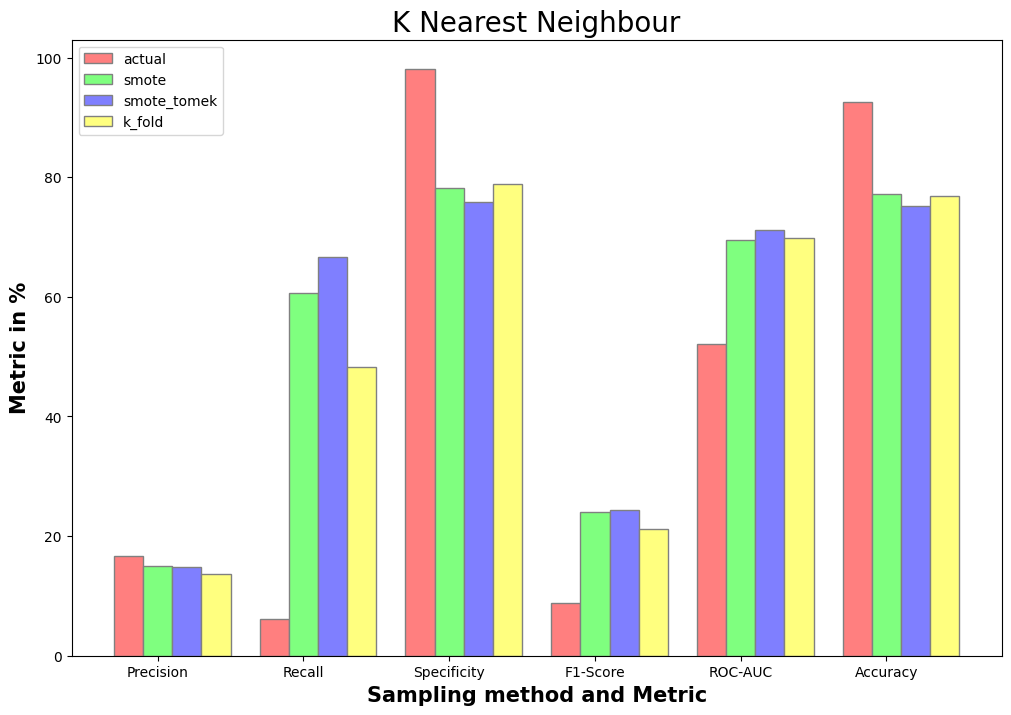 K Nearest Neighbour
actual
smote
smote_tomek
k_fold
100
80
60
40
20
0
Metric in %
Precision Recall Specificity F1-Score ROC-AUC Accuracy
Sampling method and Metric